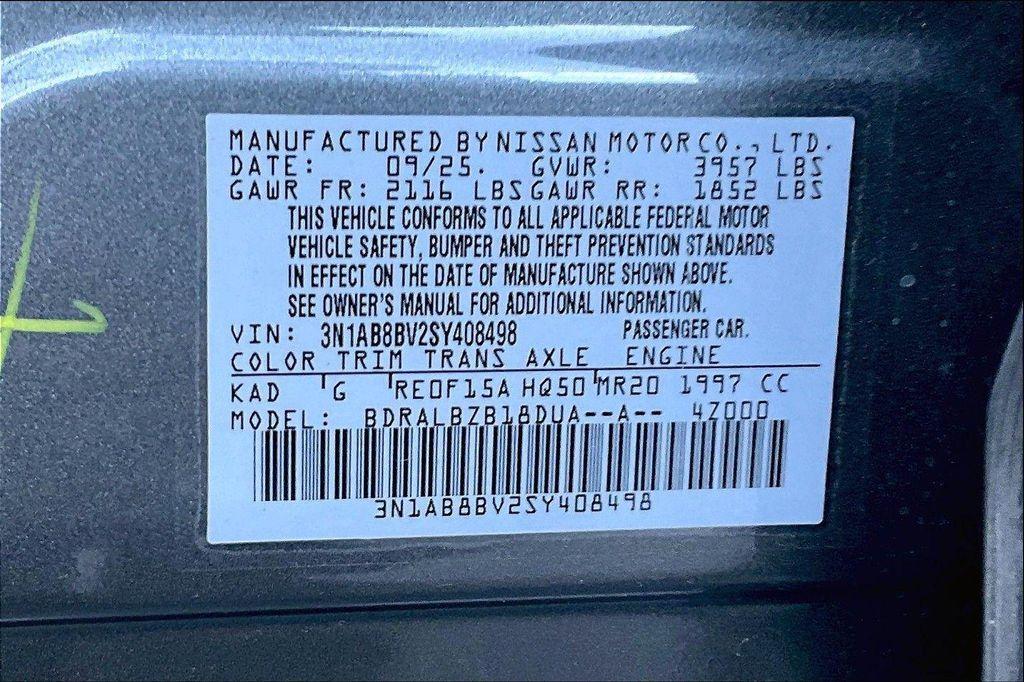 MANUFACTURED BY NISSAN MOTOR CO., LTD.
DATE: 09/25. GVWR: 3957 LBS
GAWR FR: 2116 LBS GAWR RR: 1852 LBS
THIS VEHICLE CONFORMS TO ALL APPLICABLE FEDERAL MOTOR
VEHICLE SAFETY, BUMPER AND THEFT PREVENTION STANDARDS
IN EFFECT ON THE DATE OF MANUFACTURE SHOWN ABOVE.
SEE OWNER'S MANUAL FOR ADDITIONAL INFORMATION.
VIN: 3N1AB8BV2SY408498 PASSENGER CAR.
COLOR TRIM TRANS AXLE ENGINE
KAD G RE0F15A HQ50 MR20 1997 CC
MODEL: BDRALBZB18DUA--A-- 4Z000
3N1AB8BV2SY408498